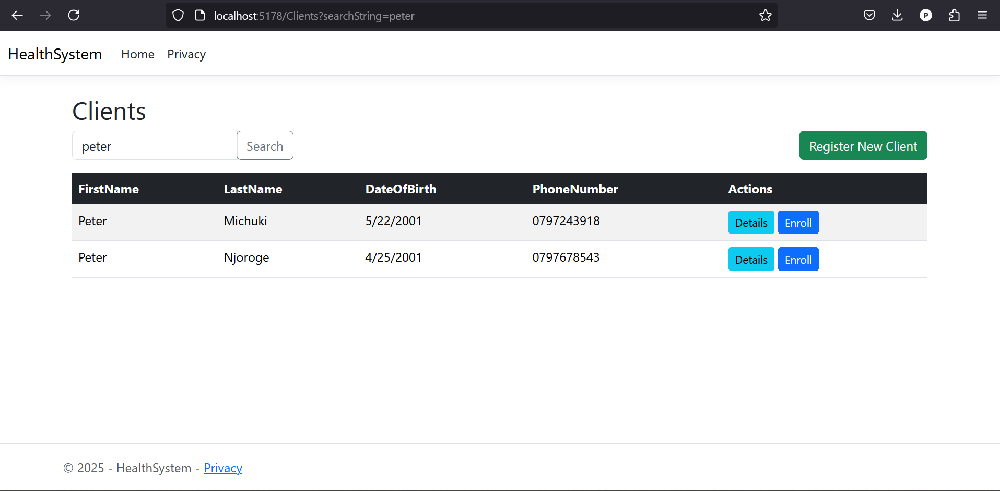 localhost:5178/Clients?searchString=peter
P
HealthSystem Home Privacy
Clients
peter Search Register New Client
FirstName LastName DateOfBirth PhoneNumber Actions
Peter Michuki 5/22/2001 0797243918 Details Enroll
Peter Njoroge 4/25/2001 0797678543 Details Enroll
© 2025 - HealthSystem - Privacy